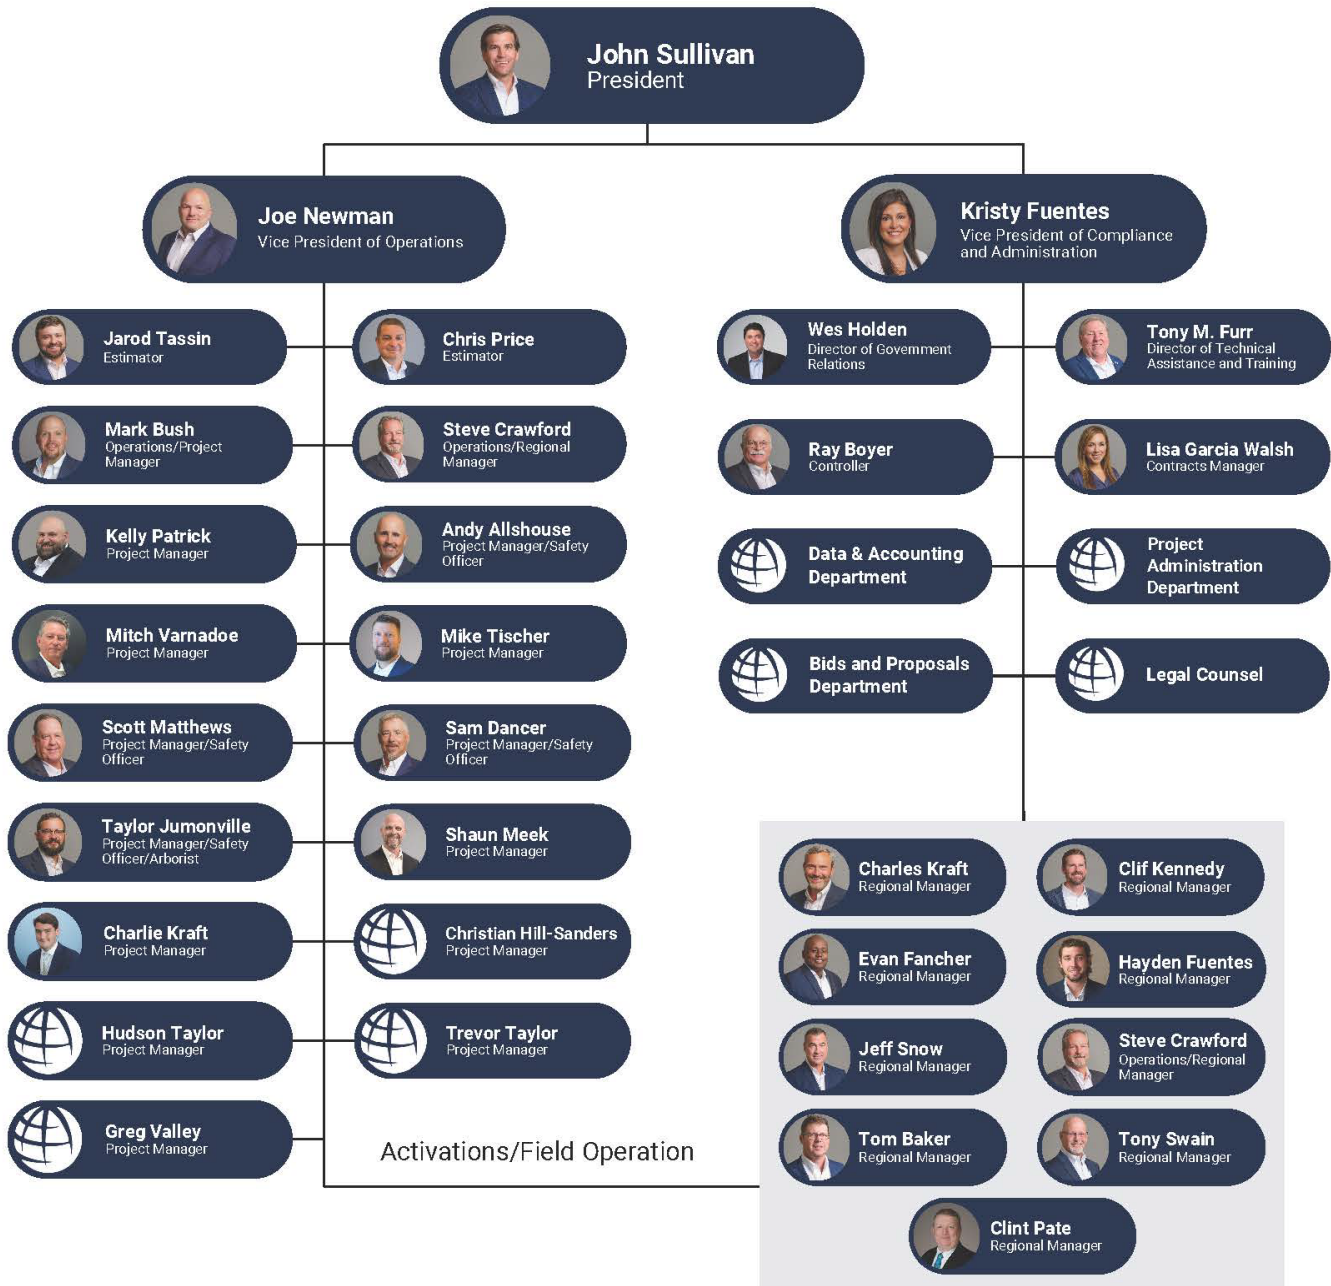 John Sullivan
President
Joe Newman
Vice President of Operations
Kristy Fuentes
Vice President of Compliance
and Administration
Jarod Tassin
Estimator
Chris Price
Estimator
Mark Bush
Operations/Project
Manager
Steve Crawford
Operations/Regional
Manager
Kelly Patrick
Project Manager
Andy Allshouse
Project Manager/Safety
Officer
Mitch Varnadoe
Project Manager
Mike Tischer
Project Manager
Scott Matthews
Project Manager/Safety
Officer
Sam Dancer
Project Manager/Safety
Officer
Taylor Jumonville
Project Manager/Safety
Officer/Arborist
Shaun Meek
Project Manager
Charlie Kraft
Project Manager
Christian Hill-Sanders
Project Manager
Hudson Taylor
Project Manager
Trevor Taylor
Project Manager
Greg Valley
Project Manager
Activations/Field Operation
Wes Holden
Director of Government
Relations
Tony M. Furr
Director of Technical
Assistance and Training
Ray Boyer
Controller
Lisa Garcia Walsh
Contracts Manager
Data & Accounting
Department
Project
Administration
Department
Bids and Proposals
Department
Legal Counsel
Charles Kraft
Regional Manager
Clif Kennedy
Regional Manager
Evan Fancher
Regional Manager
Hayden Fuentes
Regional Manager
Jeff Snow
Regional Manager
Steve Crawford
Operations/Regional
Manager
Tom Baker
Regional Manager
Tony Swain
Regional Manager
Clint Pate
Regional Manager